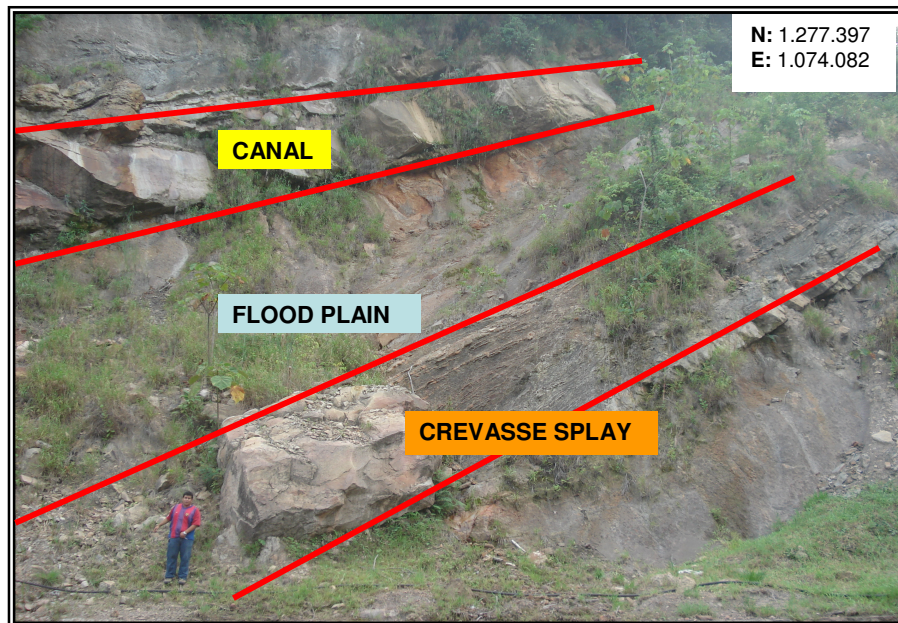 N: 1.277.397
E: 1.074.082
CANAL
FLOOD PLAIN
CREVASSE SPLAY